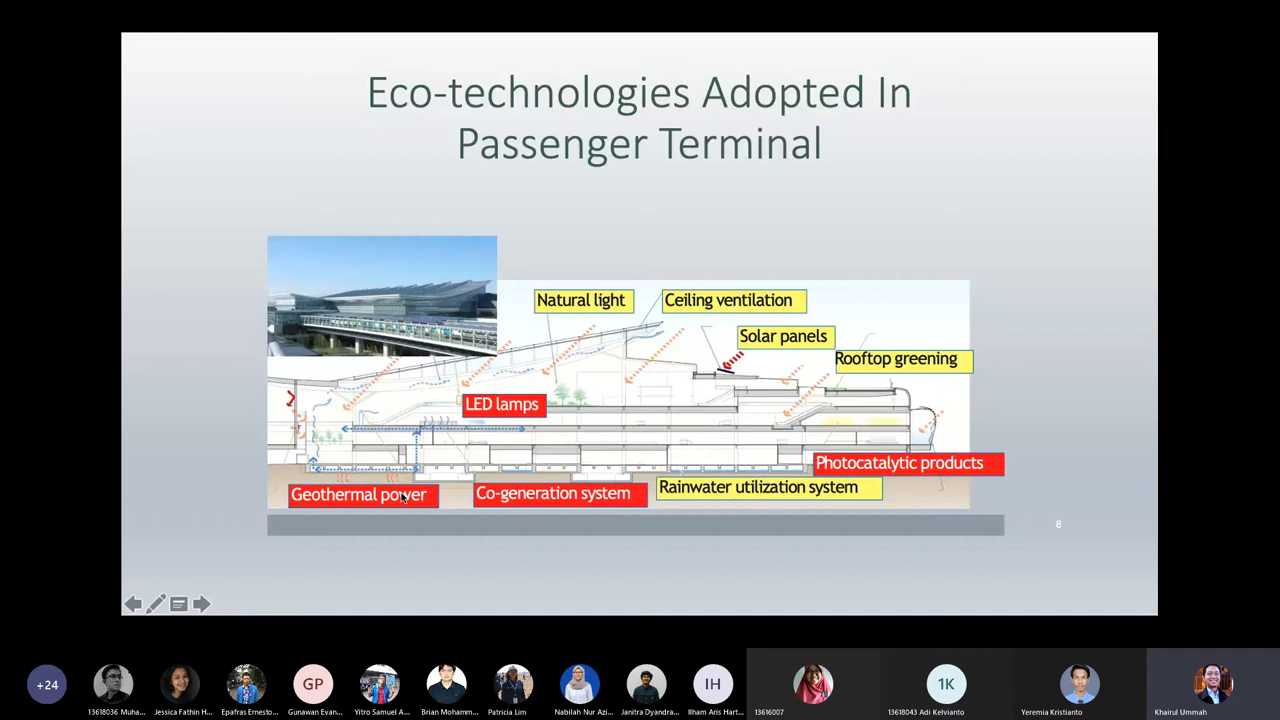 Eco-technologies Adopted In
Passenger Terminal
Natural light
Ceiling ventilation
Solar panels
Rooftop greening
LED lamps
Photocatalytic products
Geothermal power
Co-generation system
Rainwater utilization system
8
+24
GP
IH
1K
13618036 Muha...
Jessica Fathin H...
Epafras Ernesto...
Gunawan Evan...
Yitro Samuel A...
Brian Mohamm...
Patricia Lim
Nabilah Nur Azi...
Janitra Dyandra...
Ilham Aris Hart...
13616007
13618043 Adi Kelvianto
Yeremia Kristianto
Khairul Ummah